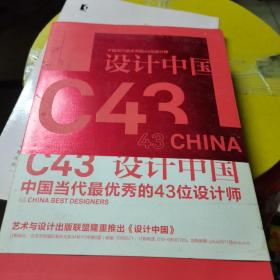 中国当代最优秀的43位设计师
设计中国
C43
43 CHINA
C43 设计中国
中国当代最优秀的43位设计师
43 CHINA BEST DESIGNERS
艺术与设计出版联盟隆重推出《设计中国》